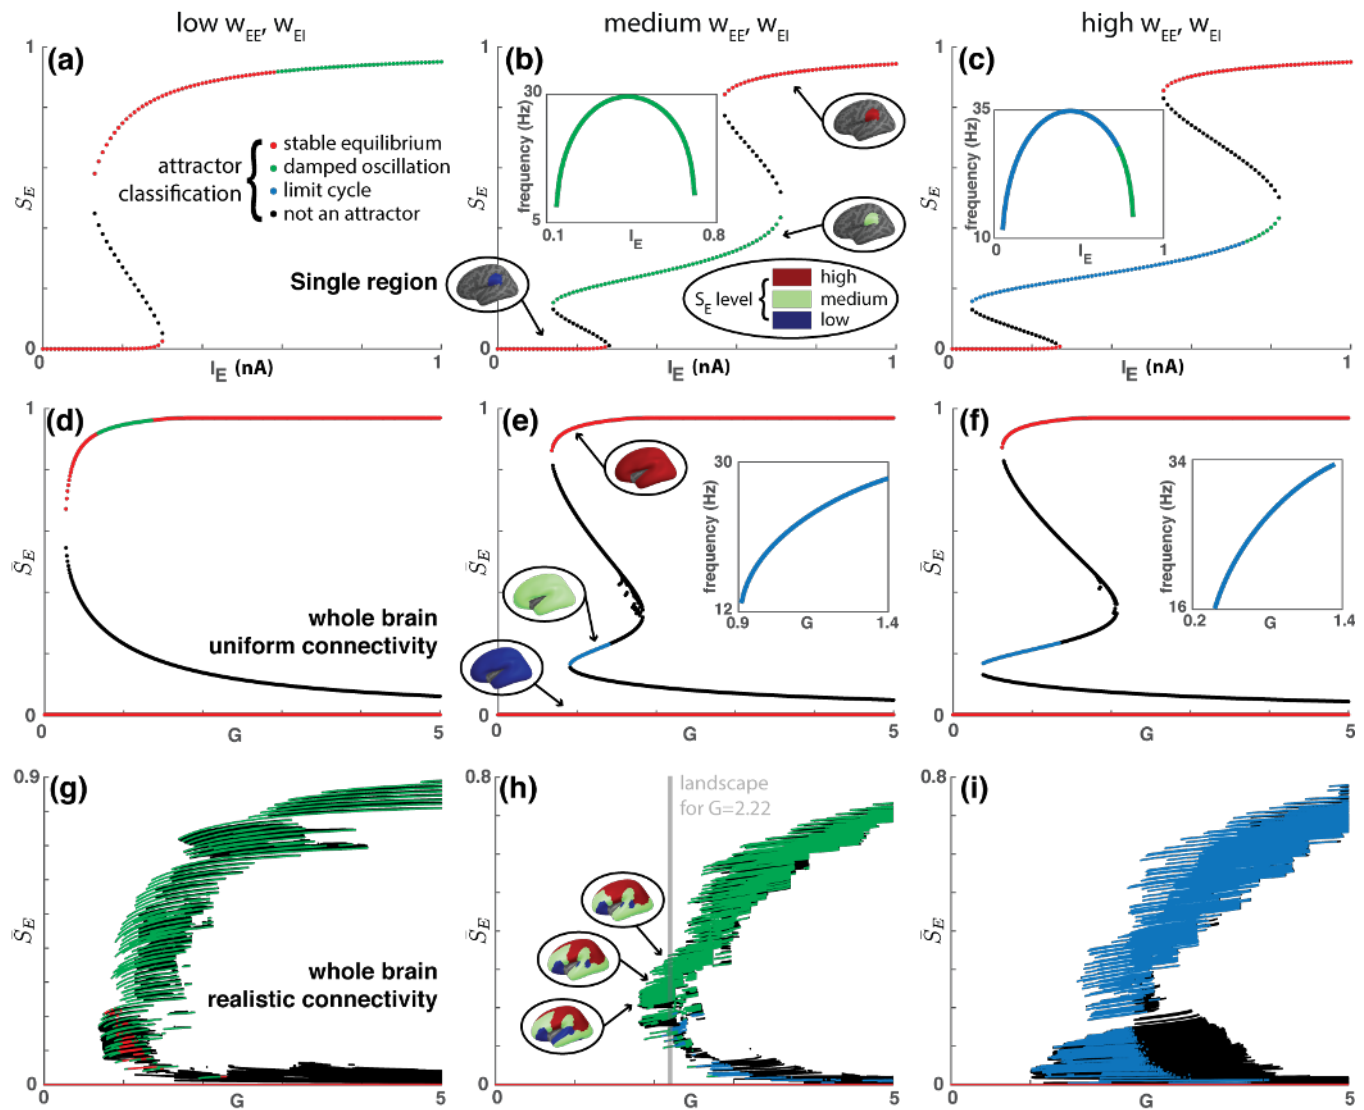 low w_EE, w_EI
medium w_EE, w_EI
high w_EE, w_EI
(a)
1
S_E
0
0
1
I_E (nA)
attractor
classification
stable equilibrium
damped oscillation
limit cycle
not an attractor
Single region
(b)
1
0
0
1
I_E (nA)
30
5
frequency (Hz)
0.1
I_E
0.8
S_E level
high
medium
low
(c)
1
S_E
0
0
1
I_E (nA)
35
10
frequency (Hz)
0
I_E
1
(d)
1
S̄_E
0
0
G
5
whole brain
uniform connectivity
(e)
1
0
0
G
5
30
12
frequency (Hz)
0.9
G
1.4
(f)
1
S̄_E
0
0
G
5
34
16
frequency (Hz)
0.2
G
1.4
(g)
0.9
S̄_E
0
0
G
5
whole brain
realistic connectivity
(h)
0.8
S̄_E
0
0
G
5
landscape
for G=2.22
(i)
0.8
S̄_E
0
0
G
5